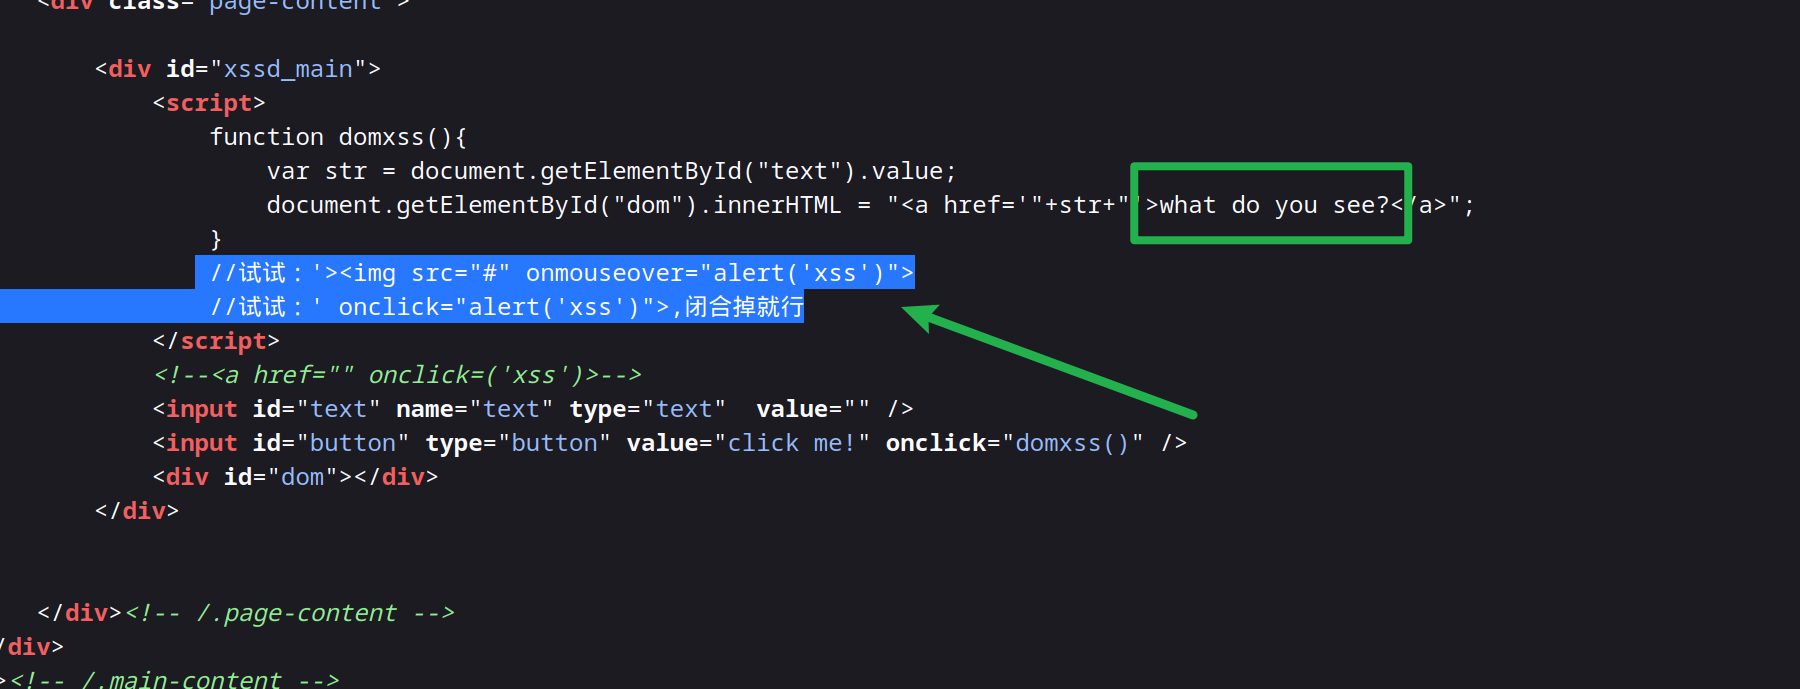 <div class="page-content">
<div id="xssd_main">
<script>
function domxss(){
var str = document.getElementById("text").value;
document.getElementById("dom").innerHTML = "<a href='"+str+"'>what do you see?</a>";
}
//试试：'><img src="#" onmouseover="alert('xss')">
//试试：' onclick="alert('xss')">,闭合掉就行
</script>
<!--<a href="" onclick=('xss')>-->
<input id="text" name="text" type="text"  value="" />
<input id="button" type="button" value="click me!" onclick="domxss()" />
<div id="dom"></div>
</div>
</div><!-- /.page-content -->
/div>
><!-- /.main-content -->